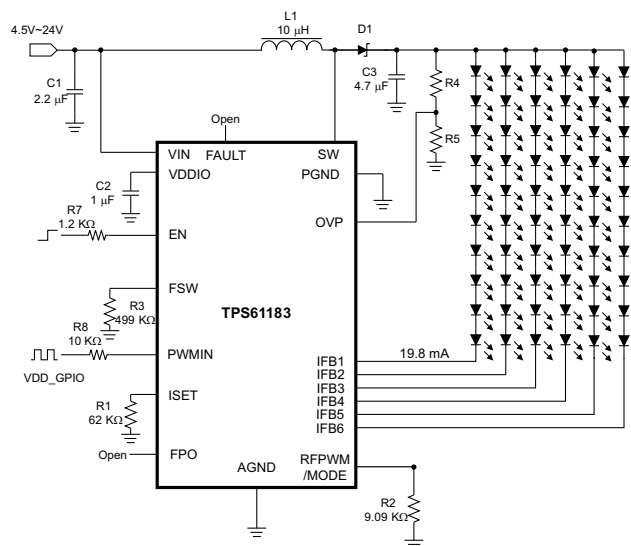 4.5V~24V
L1
10 µH
D1
C1
2.2 µF
C3
4.7 µF
R4
R5
Open
VIN
FAULT
SW
VDDIO
PGND
C2
1 µF
R7
1.2 KΩ
OVP
EN
FSW
R3
499 KΩ
TPS61183
R8
10 KΩ
PWMIN
VDD_GPIO
IFB1
19.8 mA
IFB2
IFB3
IFB4
IFB5
IFB6
ISET
R1
62 KΩ
Open
FPO
AGND
RFPWM
/MODE
R2
9.09 KΩ